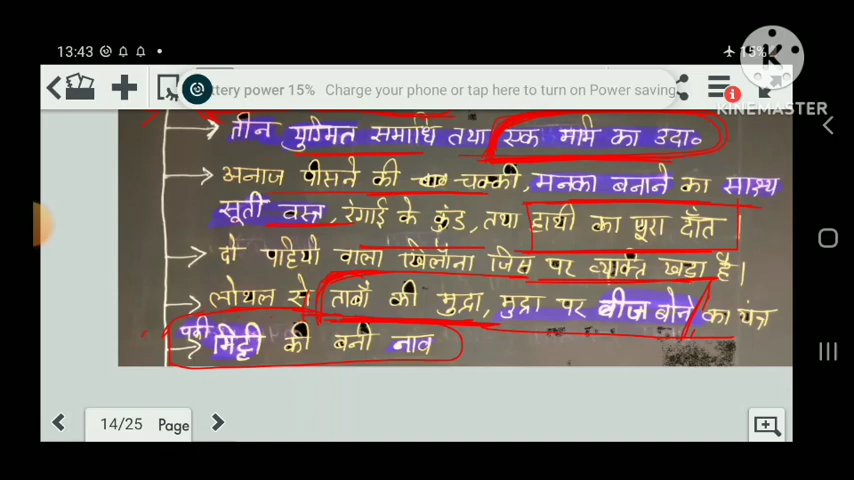 13:43
15%
KINEMASTER
ttery power 15% Charge your phone or tap here to turn on Power saving
तीन युग्मित समाधि तथा स्क मामे का उदा०
अनाज पीसने की चक्की, मनका बनाने का साक्ष्य
सूती वस्त्र, रंगाई के कुंड, तथा हाथी का पूरा दाँत ।
दो पहियो वाला खिलौना जिस पर व्यक्ति खडा है।
लोथल से ताबाँ की मुद्रा, मुद्रा पर बीज बोने का यंत्र
पकी मिट्टी की बनी नाव
14/25 Page